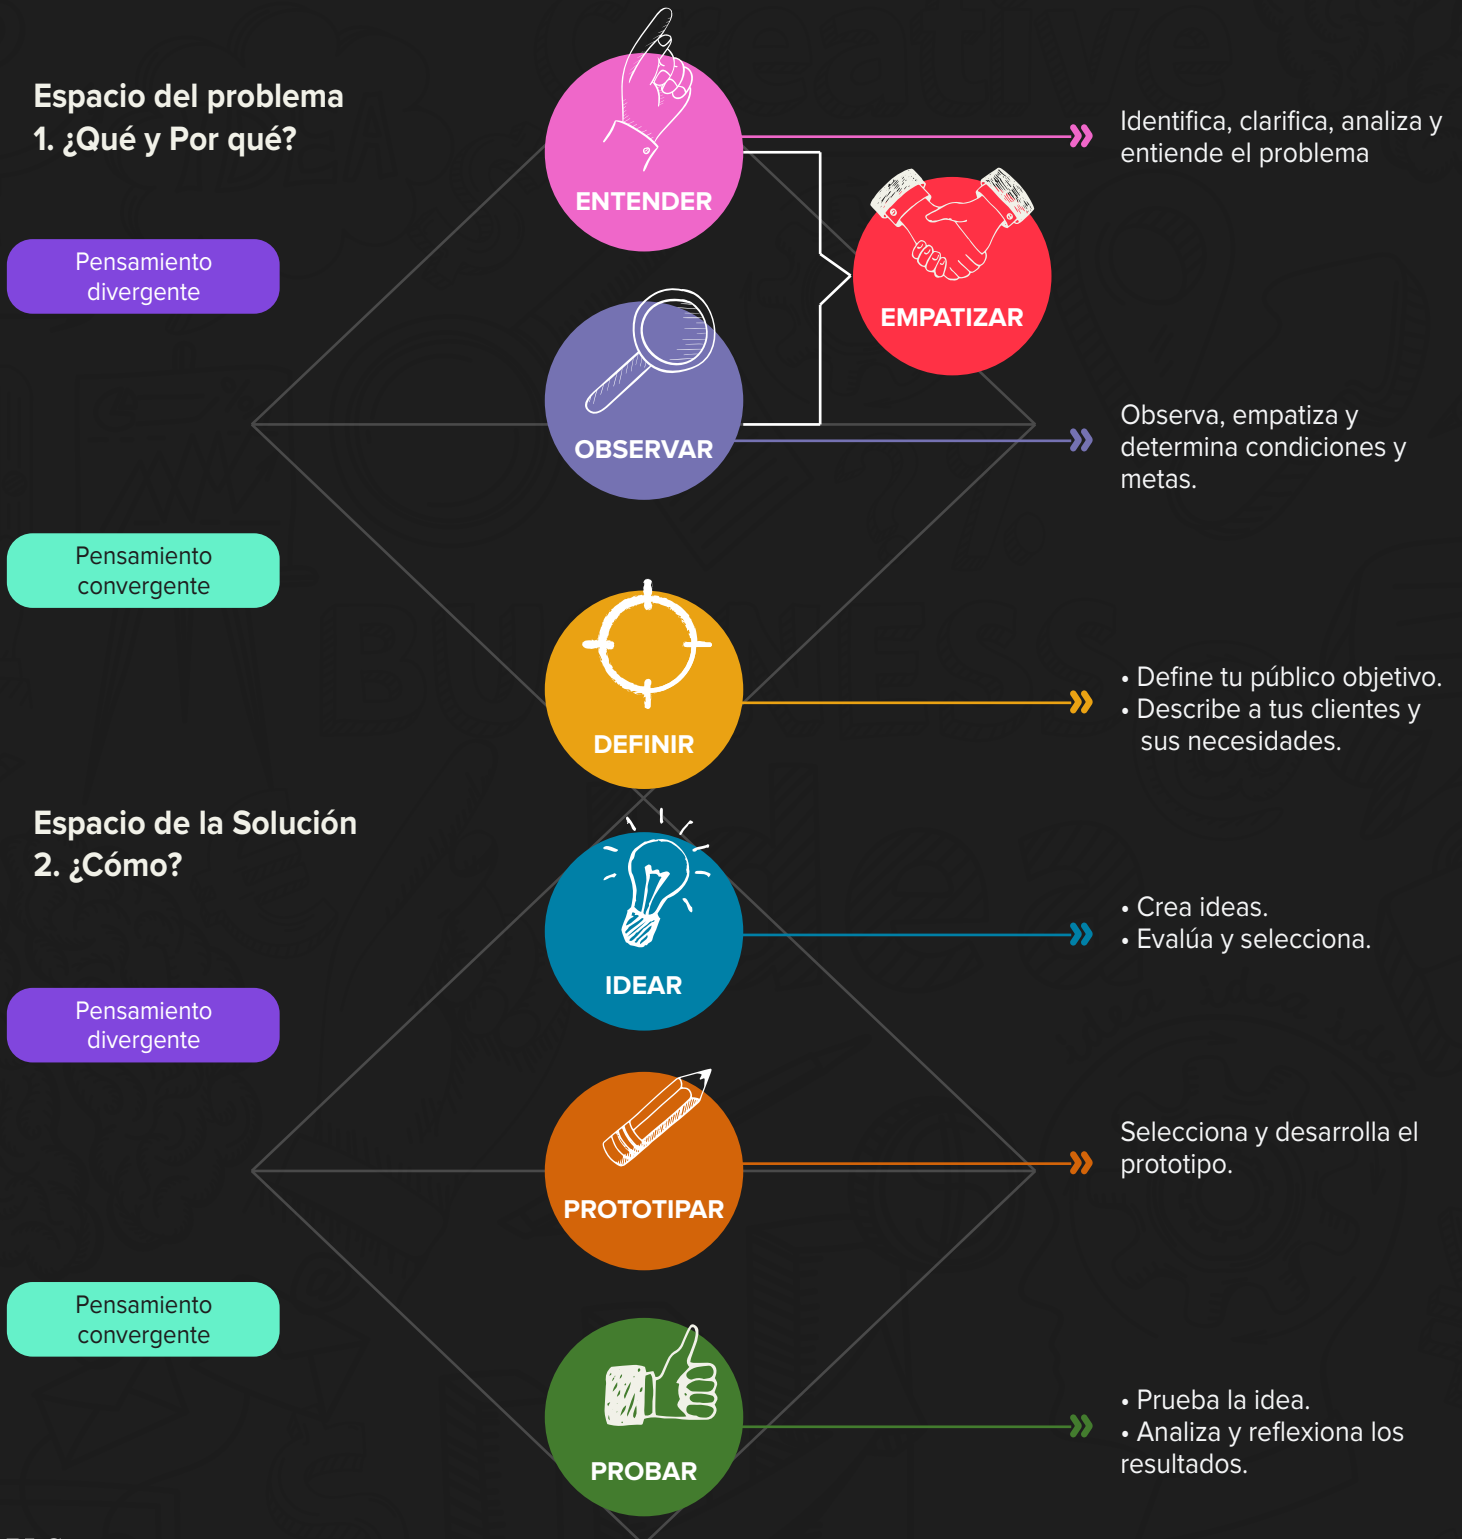 Espacio del problema
1. ¿Qué y Por qué?
Pensamiento
divergente
ENTENDER
Identifica, clarifica, analiza y
entiende el problema
EMPATIZAR
OBSERVAR
Observa, empatiza y
determina condiciones y
metas.
Pensamiento
convergente
DEFINIR
• Define tu público objetivo.
• Describe a tus clientes y
sus necesidades.
Espacio de la Solución
2. ¿Cómo?
IDEAR
• Crea ideas.
• Evalúa y selecciona.
Pensamiento
divergente
PROTOTIPAR
Selecciona y desarrolla el
prototipo.
Pensamiento
convergente
PROBAR
• Prueba la idea.
• Analiza y reflexiona los
resultados.